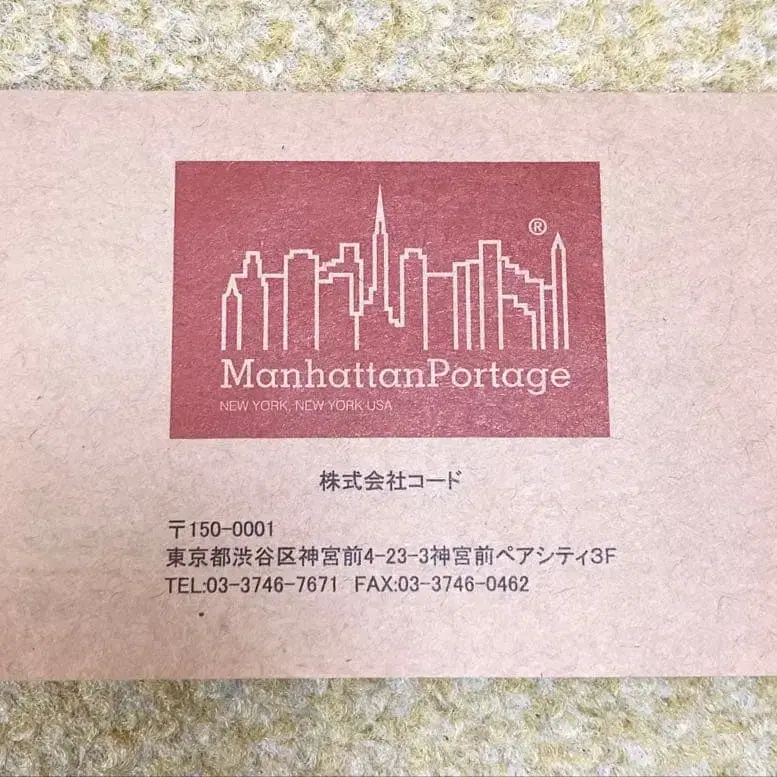 ®
ManhattanPortage
NEW YORK, NEW YORK USA
株式会社コード
〒150-0001
東京都渋谷区神宮前4-23-3神宮前ペアシティ3F
TEL:03-3746-7671 FAX:03-3746-0462